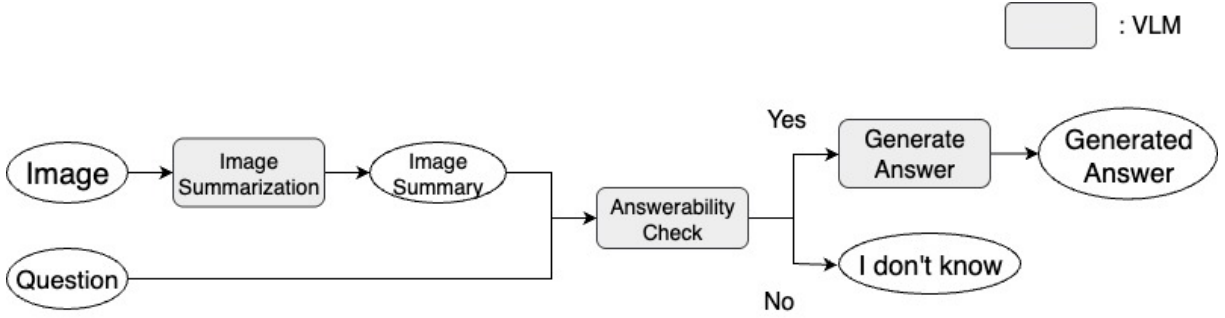 : VLM
Yes
Image
Image
Summarization
Image
Summary
Answerability
Check
Generate
Answer
Generated
Answer
Question
I don't know
No